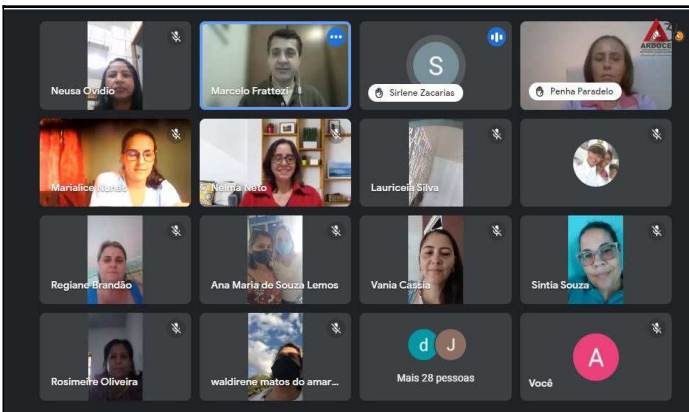 ARDOCE
Neusa Ovidio
Marcelo Frattezi
S
Sirlene Zacarias
Penha Paradelo
Marialice Nunes
Nelma Neto
Lauriceia Silva
Regiane Brandão
Ana Maria de Souza Lemos
Vania Cassia
Sintia Souza
Rosimeire Oliveira
waldirene matos do amar...
d J
Mais 28 pessoas
A
Você